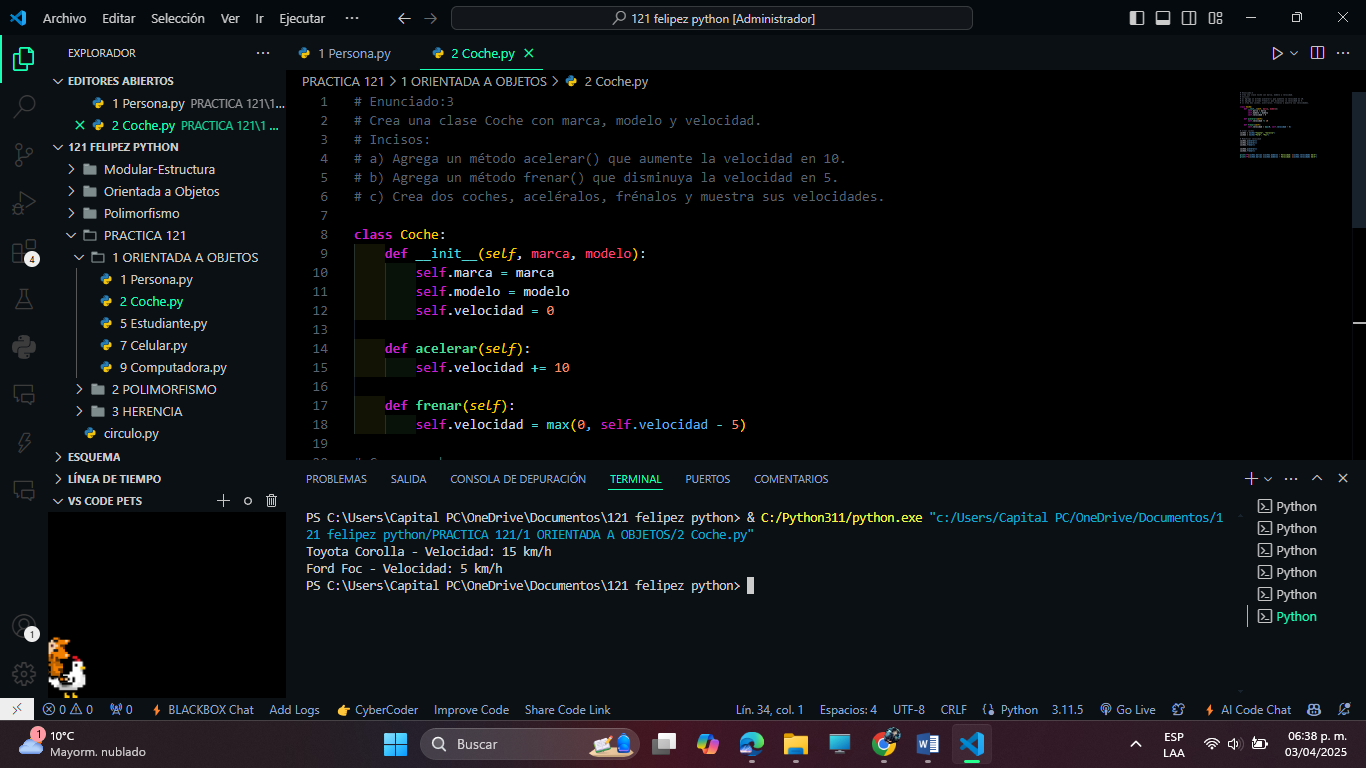 Archivo Editar Selección Ver Ir Ejecutar ··· 121 felipez python [Administrador]
EXPLORADOR ···
EDITORES ABIERTOS
1 Persona.py PRACTICA 121\1...
2 Coche.py PRACTICA 121\1 ...
121 FELIPEZ PYTHON
Modular-Estructura
Orientada a Objetos
Polimorfismo
PRACTICA 121
1 ORIENTADA A OBJETOS
1 Persona.py
2 Coche.py
5 Estudiante.py
7 Celular.py
9 Computadora.py
2 POLIMORFISMO
3 HERENCIA
circulo.py
ESQUEMA
LÍNEA DE TIEMPO
VS CODE PETS
4
1
1 Persona.py 2 Coche.py
PRACTICA 121 > 1 ORIENTADA A OBJETOS > 2 Coche.py
1 # Enunciado:3
2 # Crea una clase Coche con marca, modelo y velocidad.
3 # Incisos:
4 # a) Agrega un método acelerar() que aumente la velocidad en 10.
5 # b) Agrega un método frenar() que disminuya la velocidad en 5.
6 # c) Crea dos coches, aceléralos, frénalos y muestra sus velocidades.
7
8 class Coche:
9 def __init__(self, marca, modelo):
10 self.marca = marca
11 self.modelo = modelo
12 self.velocidad = 0
13
14 def acelerar(self):
15 self.velocidad += 10
16
17 def frenar(self):
18 self.velocidad = max(0, self.velocidad - 5)
19
PROBLEMAS SALIDA CONSOLA DE DEPURACIÓN TERMINAL PUERTOS COMENTARIOS
PS C:\Users\Capital PC\OneDrive\Documentos\121 felipez python> & C:/Python311/python.exe "c:/Users/Capital PC/OneDrive/Documentos/1
21 felipez python/PRACTICA 121/1 ORIENTADA A OBJETOS/2 Coche.py"
Toyota Corolla - Velocidad: 15 km/h
Ford Foc - Velocidad: 5 km/h
PS C:\Users\Capital PC\OneDrive\Documentos\121 felipez python>
Python
Python
Python
Python
Python
Python
0 0 0 BLACKBOX Chat Add Logs CyberCoder Improve Code Share Code Link Lín. 34, col. 1 Espacios: 4 UTF-8 CRLF Python 3.11.5 Go Live AI Code Chat
1
10°C
Mayorm. nublado
Buscar
ESP
LAA
06:38 p. m.
03/04/2025